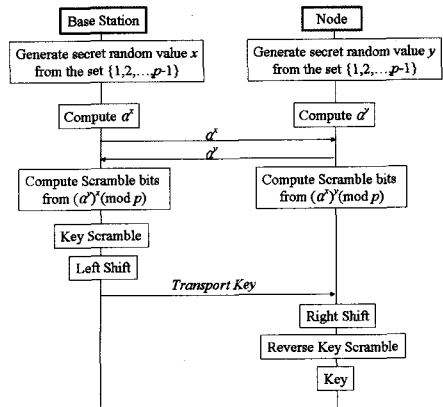 Base Station
Node
Generate secret random value x
from the set {1,2,...,p-1}
Generate secret random value y
from the set {1,2,...,p-1}
Compute a^x
Compute a^y
a^x
a^y
Compute Scramble bits
from (a^y)^x(mod p)
Compute Scramble bits
from (a^x)^y(mod p)
Key Scramble
Left Shift
Transport Key
Right Shift
Reverse Key Scramble
Key